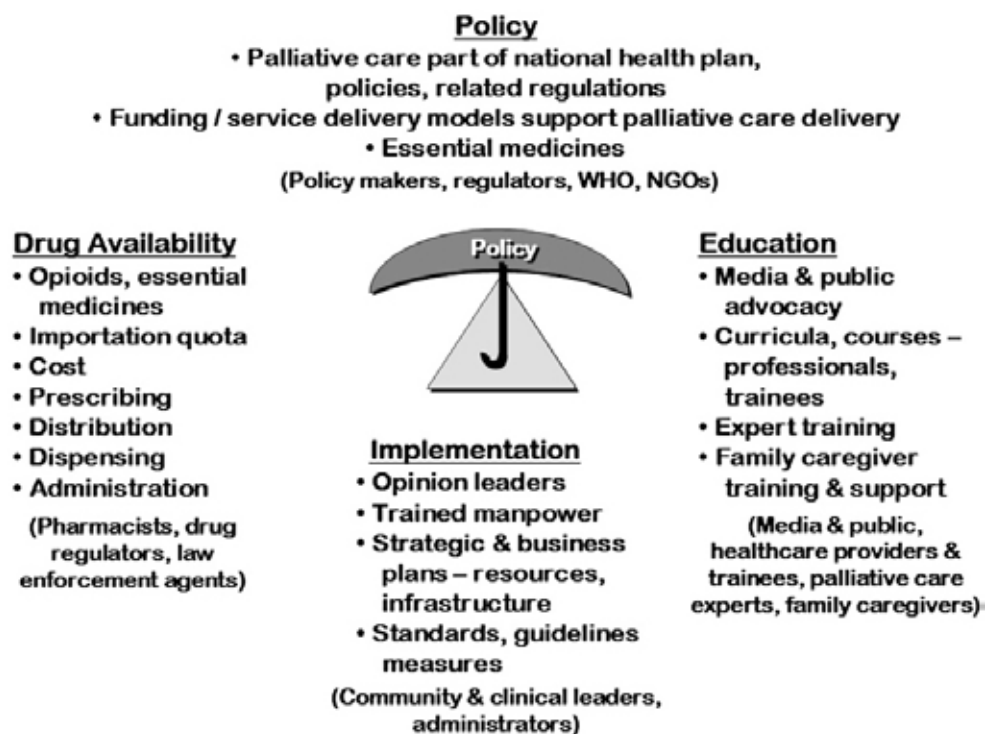 Policy
• Palliative care part of national health plan,
policies, related regulations
• Funding / service delivery models support palliative care delivery
• Essential medicines
(Policy makers, regulators, WHO, NGOs)
Drug Availability
• Opioids, essential
medicines
• Importation quota
• Cost
• Prescribing
• Distribution
• Dispensing
• Administration
(Pharmacists, drug
regulators, law
enforcement agents)
Policy
Implementation
• Opinion leaders
• Trained manpower
• Strategic & business
plans – resources,
infrastructure
• Standards, guidelines
measures
(Community & clinical leaders,
administrators)
Education
• Media & public
advocacy
• Curricula, courses –
professionals,
trainees
• Expert training
• Family caregiver
training & support
(Media & public,
healthcare providers &
trainees, palliative care
experts, family caregivers)